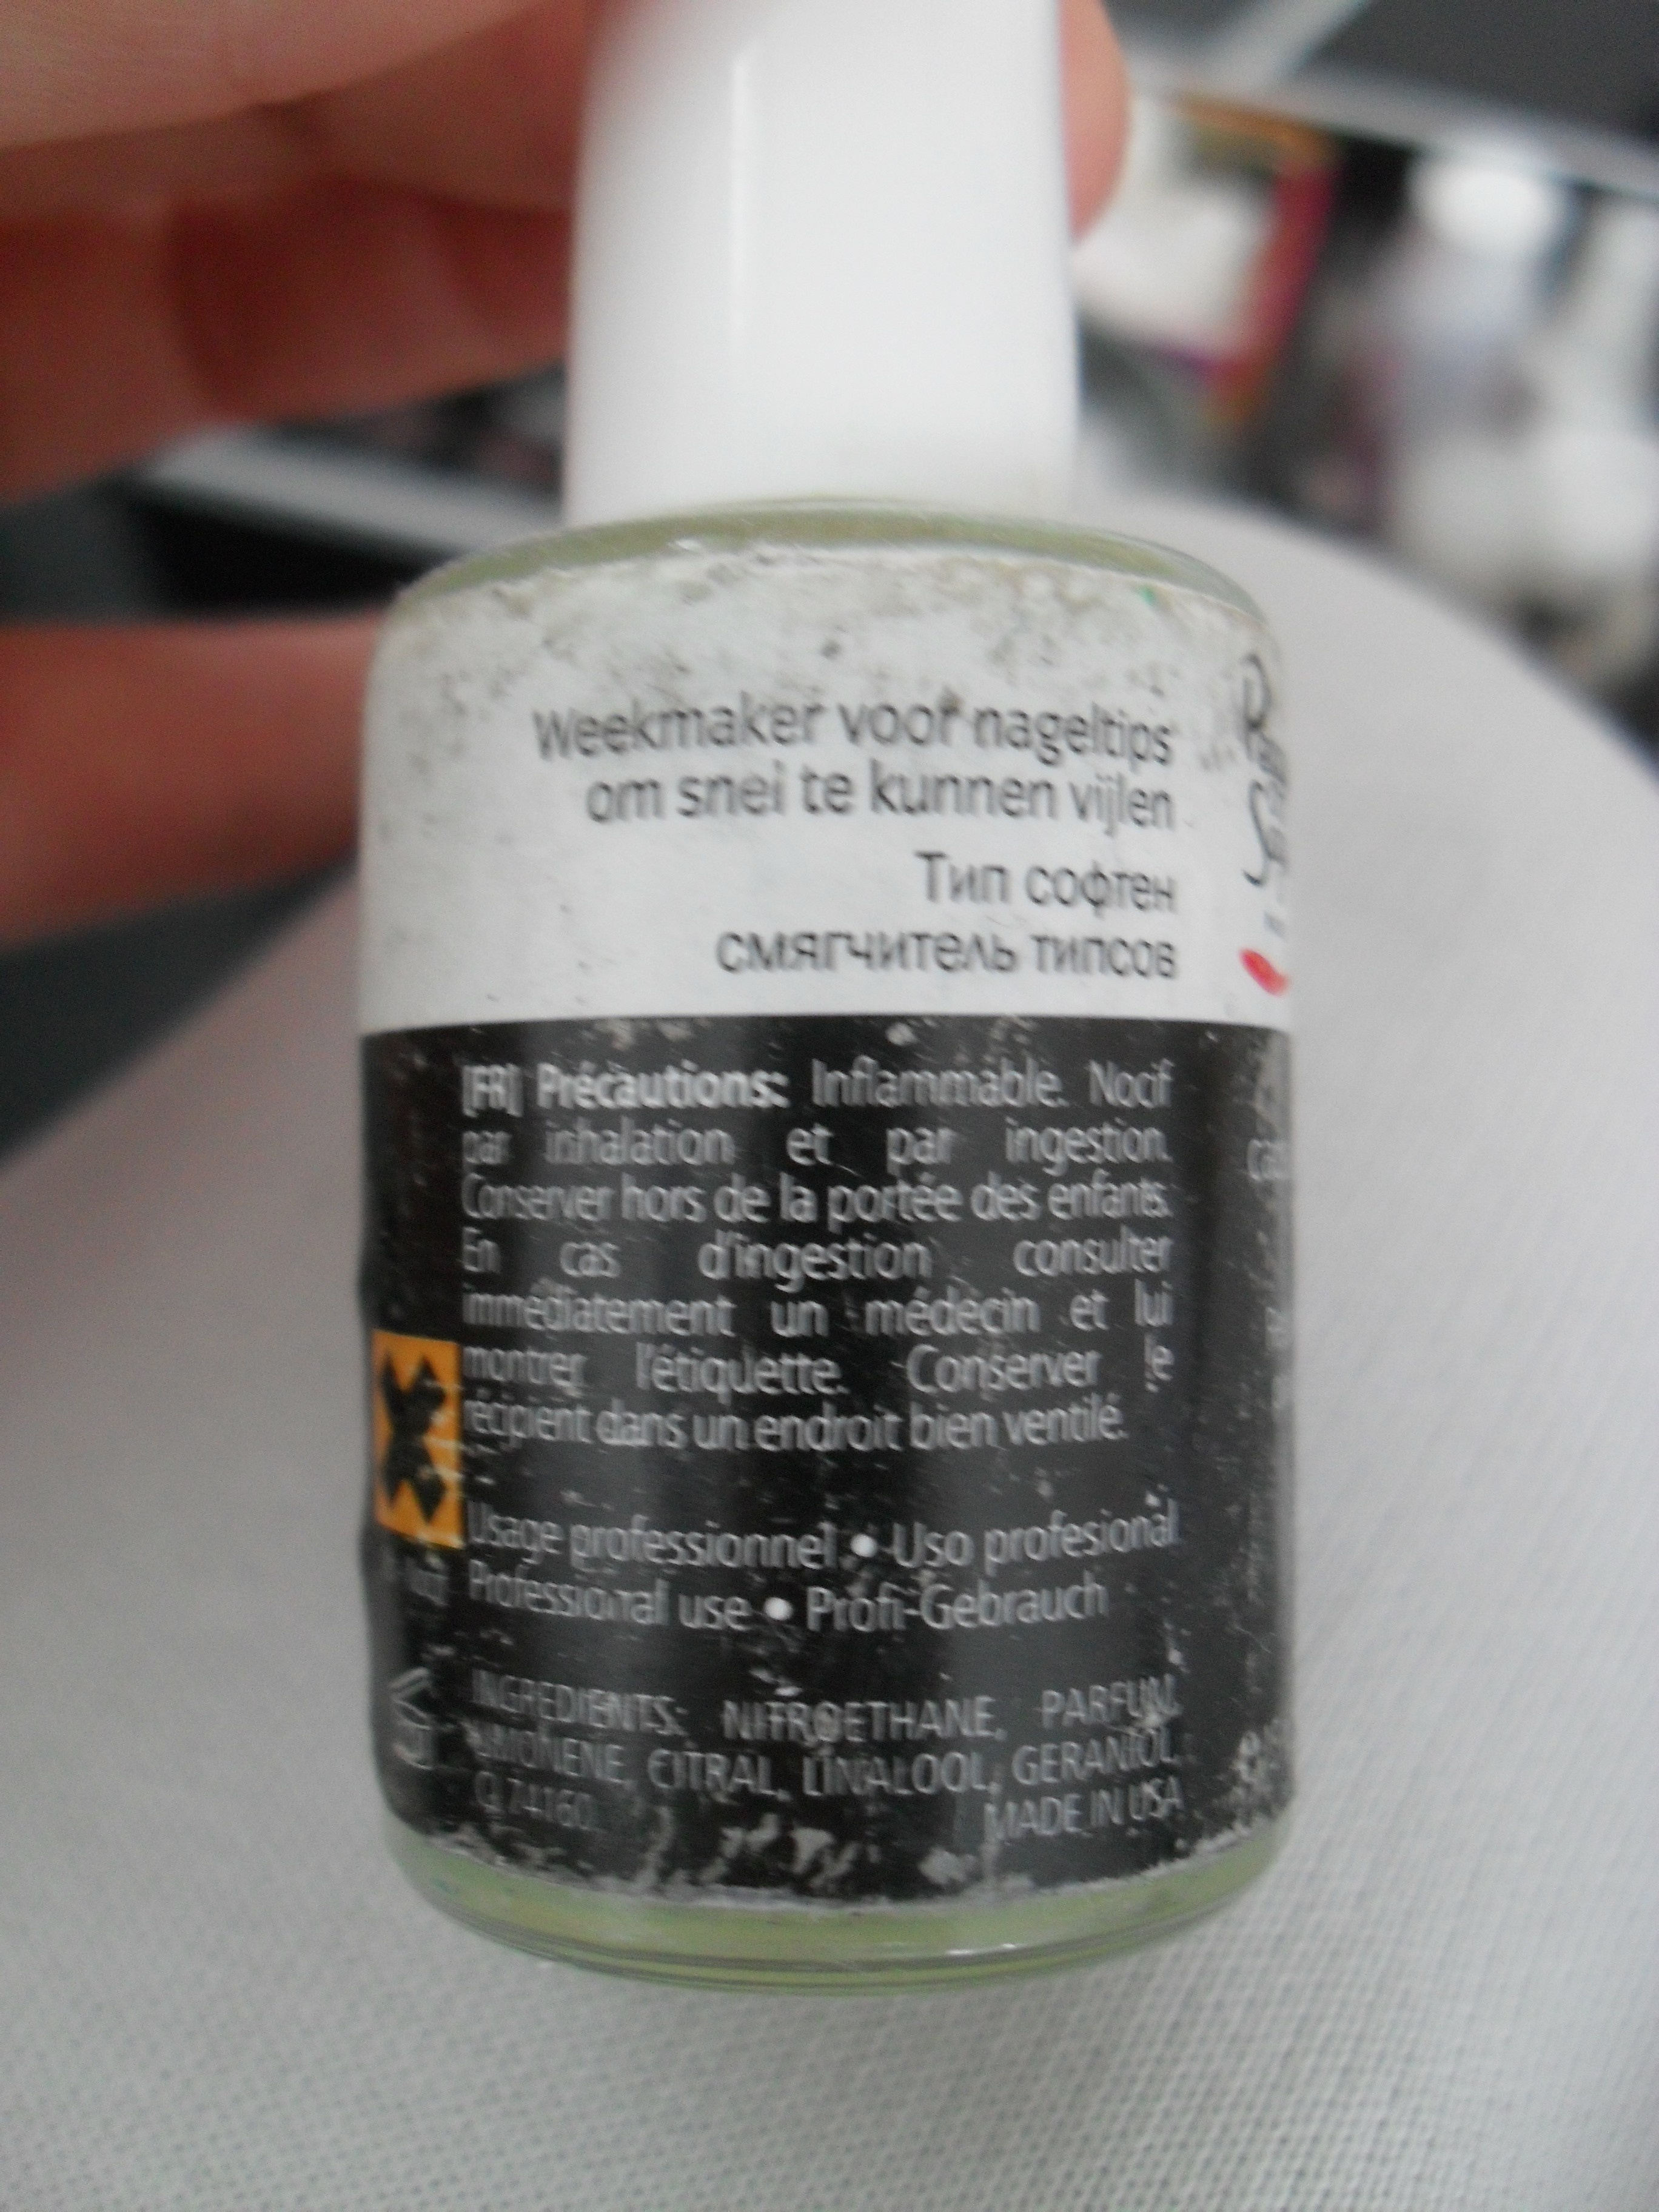 Weekmaker voor nageltips
om snel te kunnen vijlen
Тип софтен
смягчитель типсов
[FR] Précautions: Inflammable. Nocif
par inhalation et par ingestion.
Conserver hors de la portée des enfants.
En cas d'ingestion consulter
immédiatement un médecin et lui
montrer l'étiquette. Conserver le
récipient dans un endroit bien ventilé.
Usage professionnel • Uso profesional
Professional use • Profi-Gebrauch
INGREDIENTS: NITROETHANE, PARFUM,
LIMONENE, CITRAL, LINALOOL, GERANIOL,
CI 74160. MADE IN USA